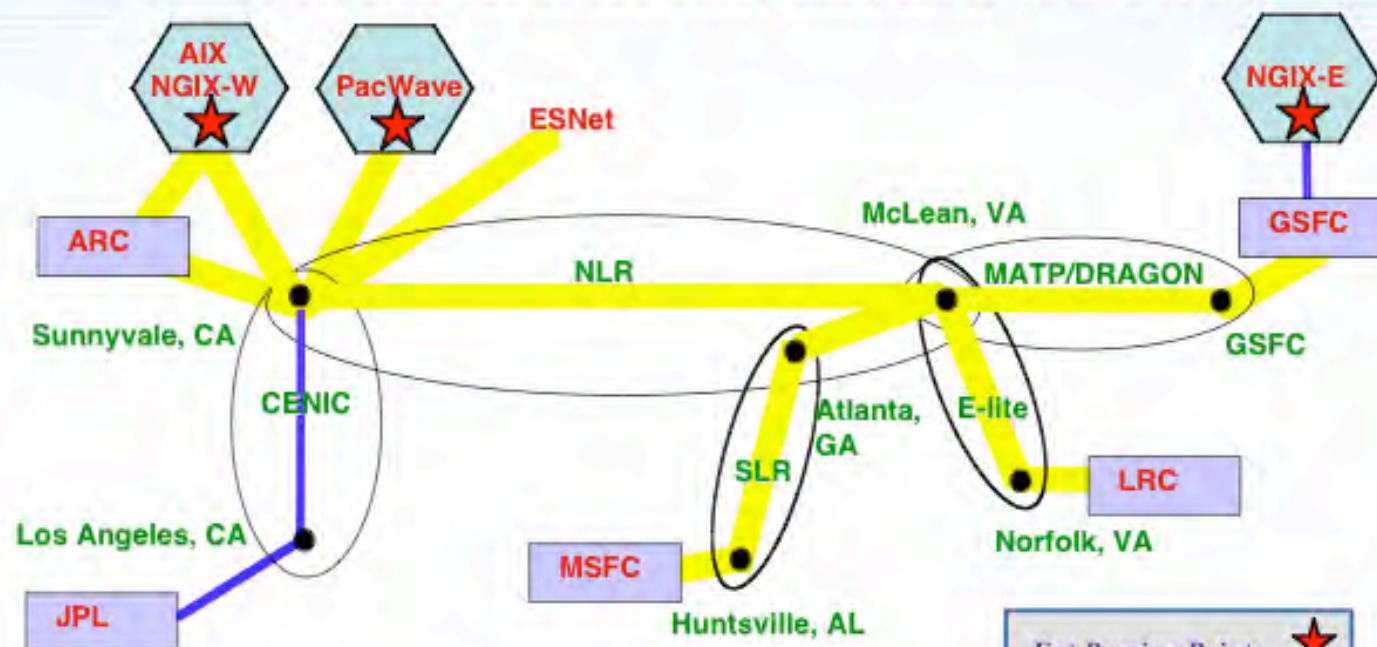 AIX
NGIX-W
PacWave
NGIX-E
ESNet
McLean, VA
GSFC
ARC
NLR
MATP/DRAGON
Sunnyvale, CA
GSFC
CENIC
Atlanta,
GA
E-lite
SLR
LRC
Los Angeles, CA
Norfolk, VA
MSFC
JPL
Huntsville, AL